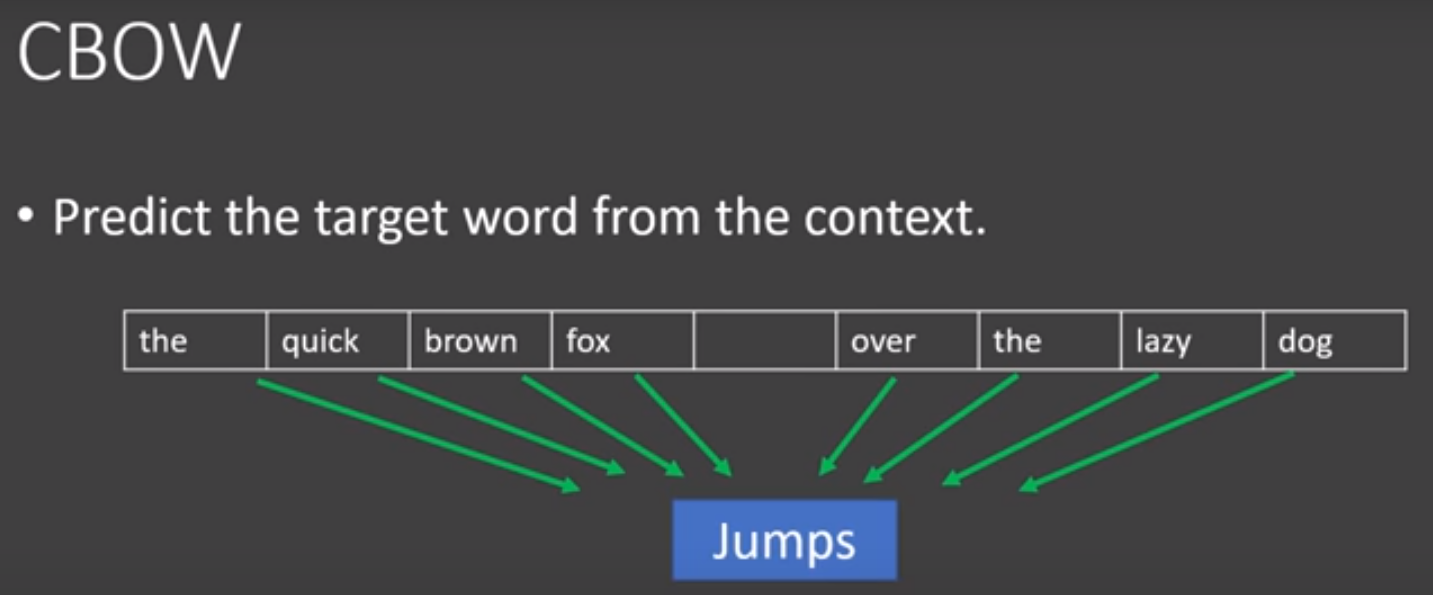 CBOW
• Predict the target word from the context.
the quick brown fox over the lazy dog
Jumps